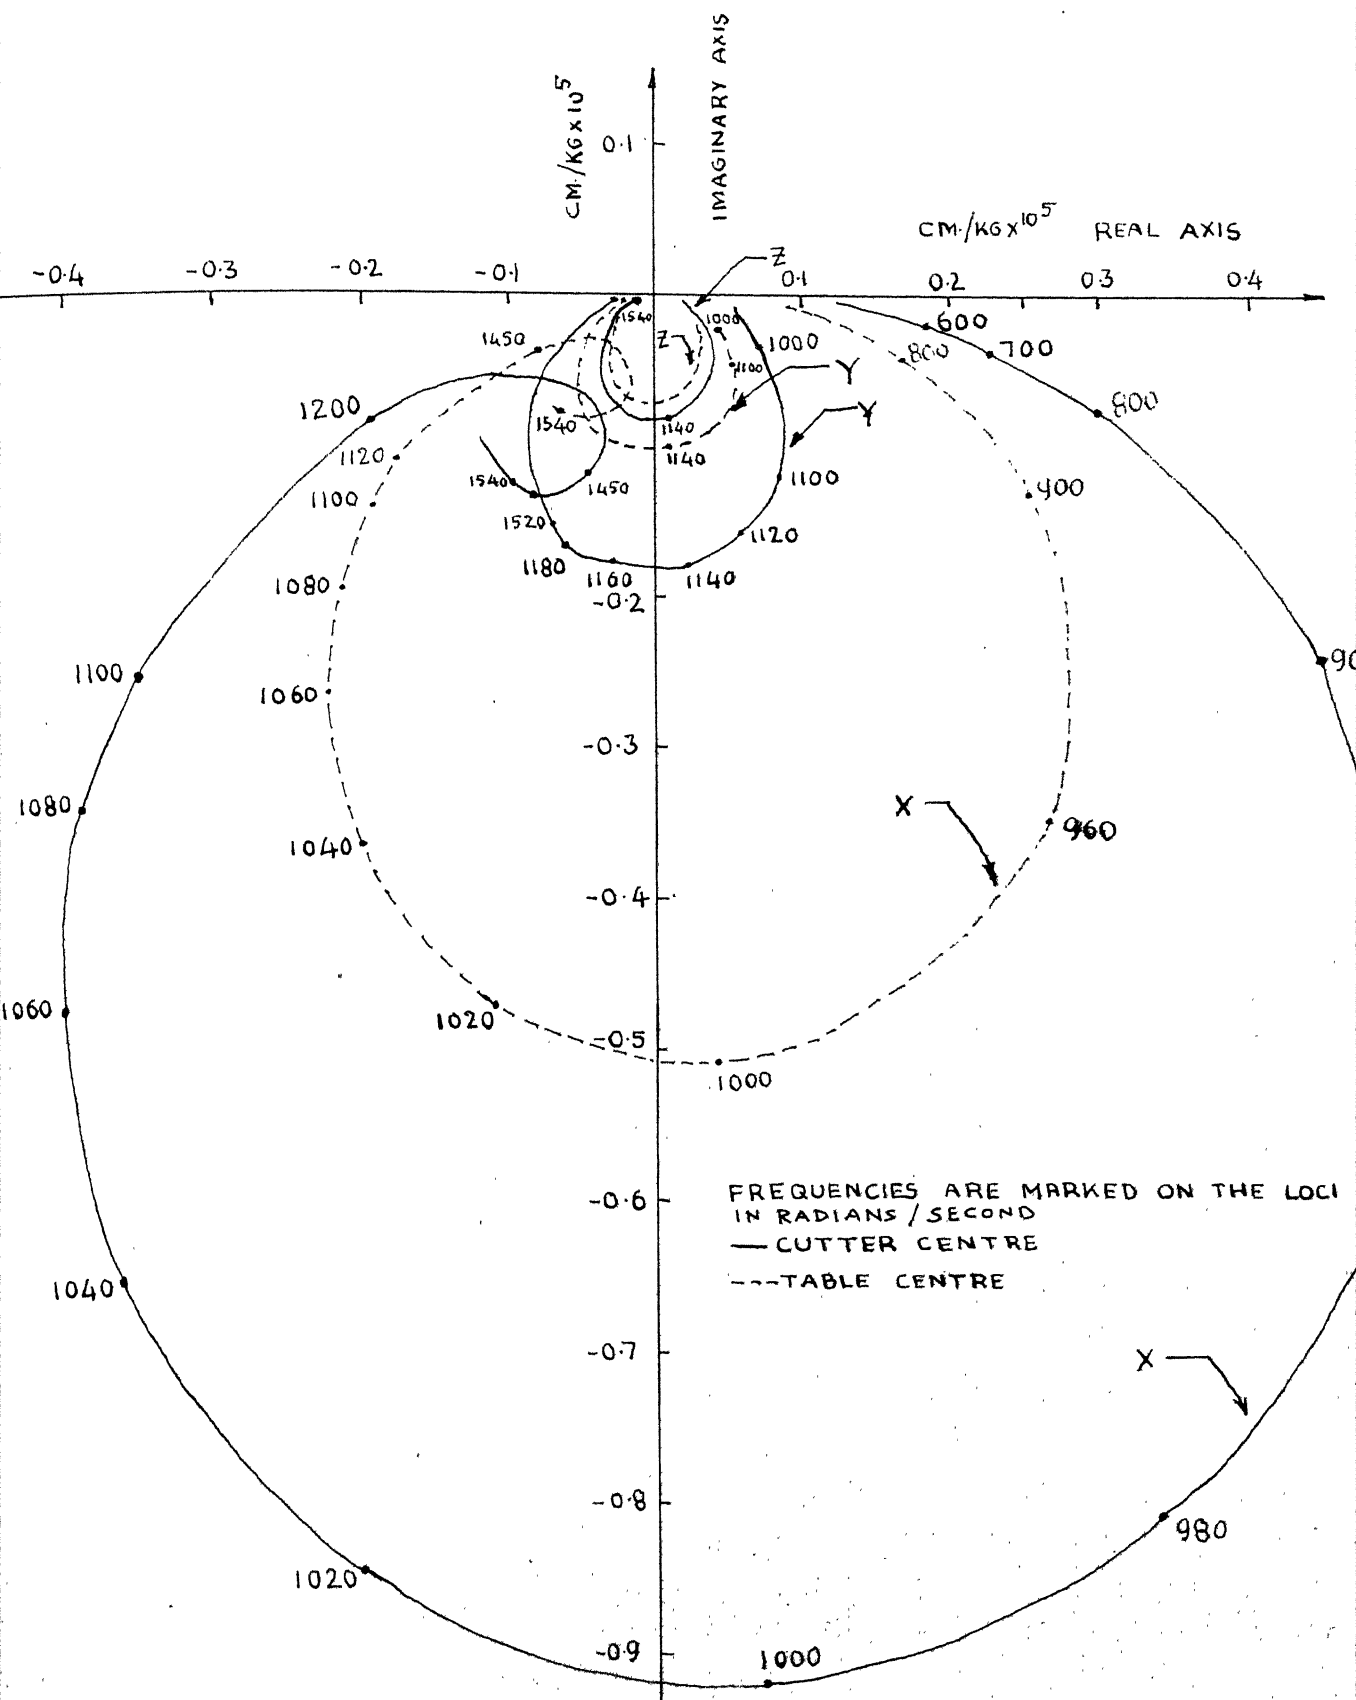 IMAGINARY AXIS
CM./KG×10⁵
0.1
CM./KG×10⁵ REAL AXIS
-0.4 -0.3 -0.2 -0.1 0.1 0.2 0.3 0.4
Z
1540 1000 600
1450 Z 1000 800 700
1100
Y
1200 1540 1140 Y 800
1120 1140
1100 1540 1450 1100 900
1520 1120
1180 1160 1140
1080 -0.2
1100 90
1060
-0.3
1080 X 960
1040
-0.4
1060 1020 -0.5
1000
FREQUENCIES ARE MARKED ON THE LOCI
IN RADIANS / SECOND
— CUTTER CENTRE
--- TABLE CENTRE
-0.6
1040
-0.7
X
-0.8
980
1020
-0.9 1000